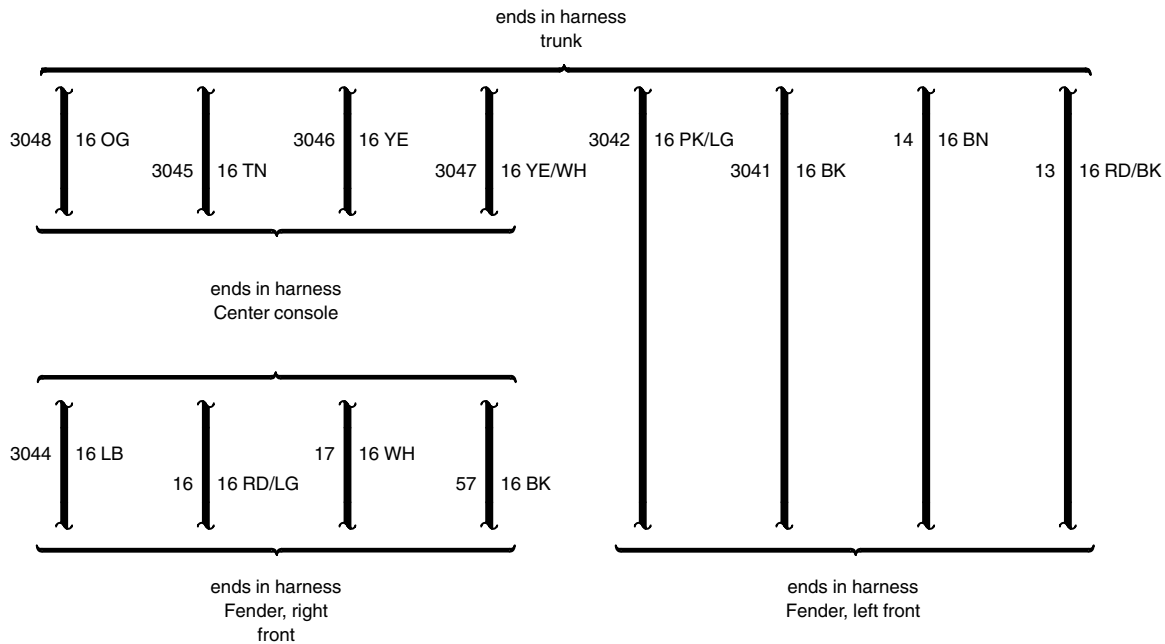 ends in harness
trunk
3048 16 OG
3046 16 YE
3042 16 PK/LG
14 16 BN
3045 16 TN
3047 16 YE/WH
3041 16 BK
13 16 RD/BK
ends in harness
Center console
3044 16 LB
17 16 WH
16 16 RD/LG
57 16 BK
ends in harness
Fender, right
front
ends in harness
Fender, left front